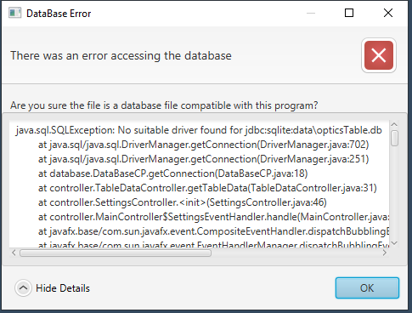 DataBase Error
There was an error accessing the database
Are you sure the file is a database file compatible with this program?
java.sql.SQLException: No suitable driver found for jdbc:sqlite:data\opticsTable.db
at java.sql/java.sql.DriverManager.getConnection(DriverManager.java:702)
at java.sql/java.sql.DriverManager.getConnection(DriverManager.java:251)
at database.DataBaseCP.getConnection(DataBaseCP.java:18)
at controller.TableDataController.getTableData(TableDataController.java:31)
at controller.SettingsController.<init>(SettingsController.java:46)
at controller.MainController$SettingsEventHandler.handle(MainController.java:
at javafx.base/com.sun.javafx.event.CompositeEventHandler.dispatchBubblingE
at javafx.base/com.sun.javafx.event.EventHandlerManager.dispatchBubblingEve
Hide Details
OK